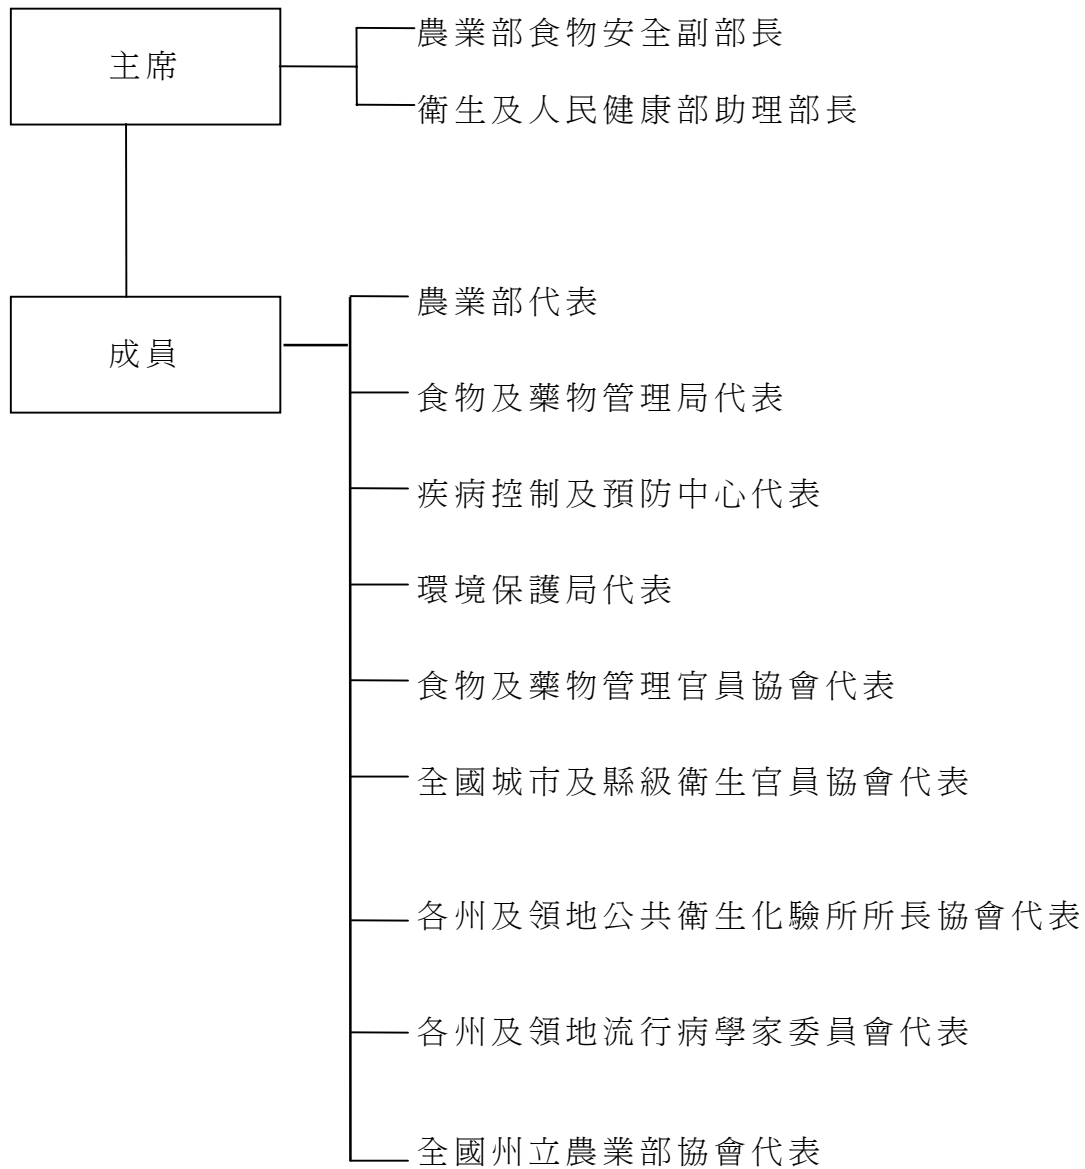 主席
農業部食物安全副部長
衛生及人民健康部助理部長
成員
農業部代表
食物及藥物管理局代表
疾病控制及預防中心代表
環境保護局代表
食物及藥物管理官員協會代表
全國城市及縣級衛生官員協會代表
各州及領地公共衛生化驗所所長協會代表
各州及領地流行病學家委員會代表
全國州立農業部協會代表